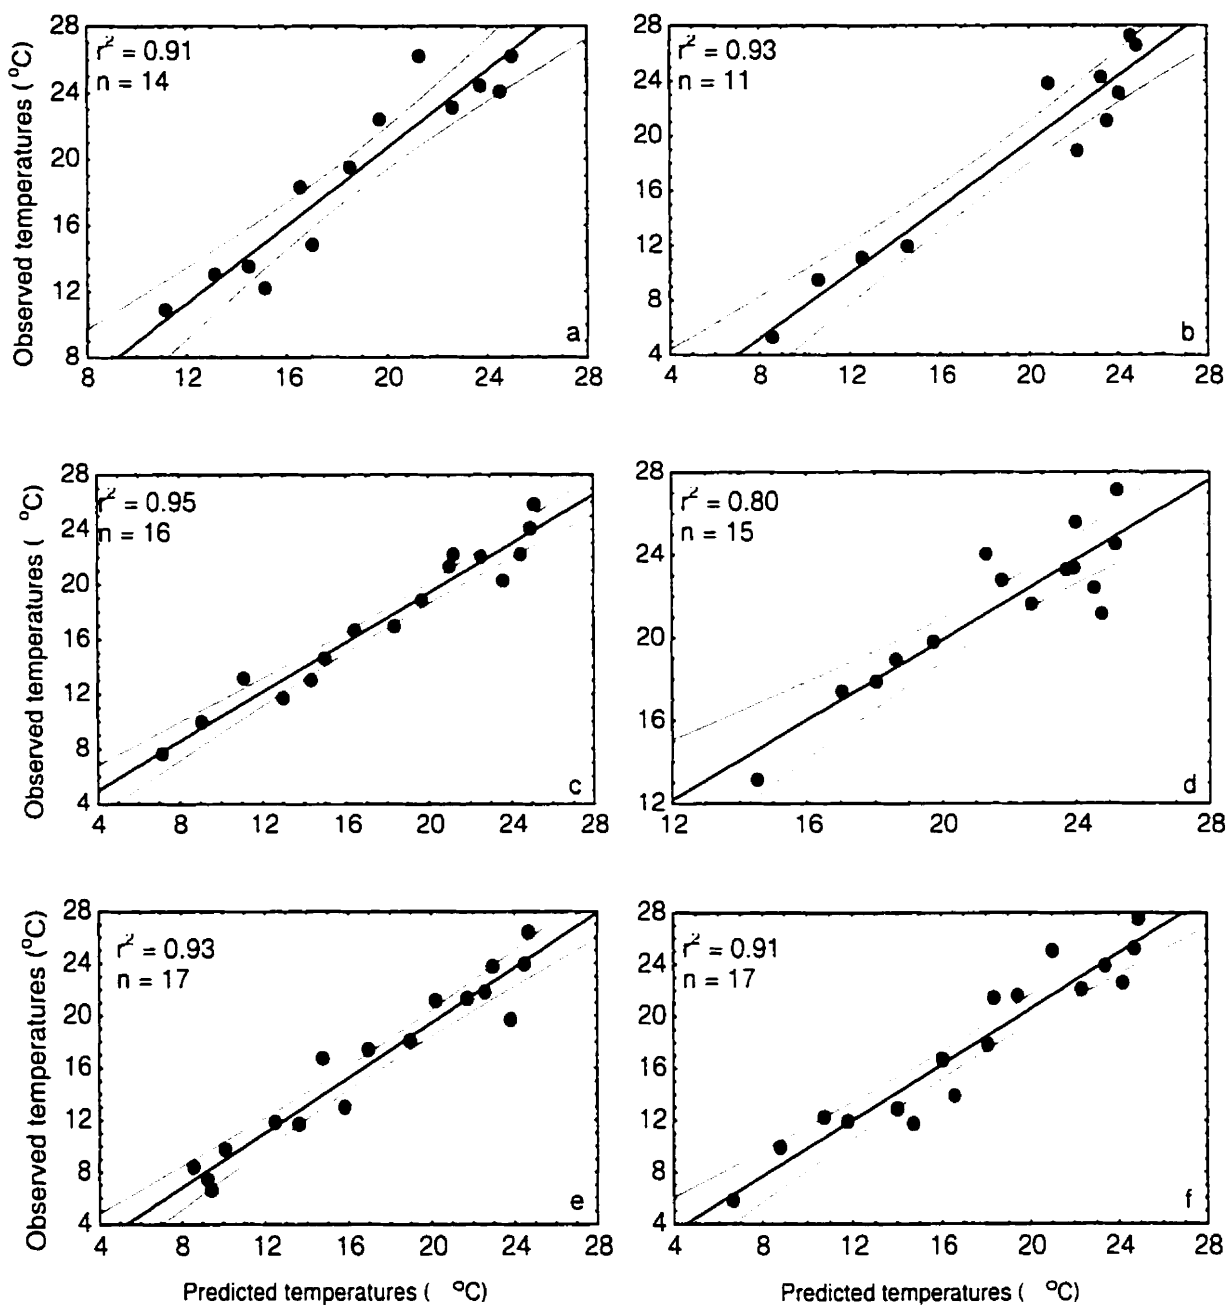 28
r² = 0.91
n = 14
24
20
16
12
8
a
8 12 16 20 24 28
Observed temperatures ( °C)
28
r² = 0.93
n = 11
24
20
16
12
8
4
b
4 8 12 16 20 24 28
28
r² = 0.95
n = 16
24
20
16
12
8
4
c
4 8 12 16 20 24 28
Observed temperatures ( °C)
28
r² = 0.80
n = 15
24
20
16
12
d
12 16 20 24 28
28
r² = 0.93
n = 17
24
20
16
12
8
4
e
4 8 12 16 20 24 28
Observed temperatures (°C)
Predicted temperatures ( °C)
28
r² = 0.91
n = 17
24
20
16
12
8
4
f
4 8 12 16 20 24 28
Predicted temperatures ( °C)